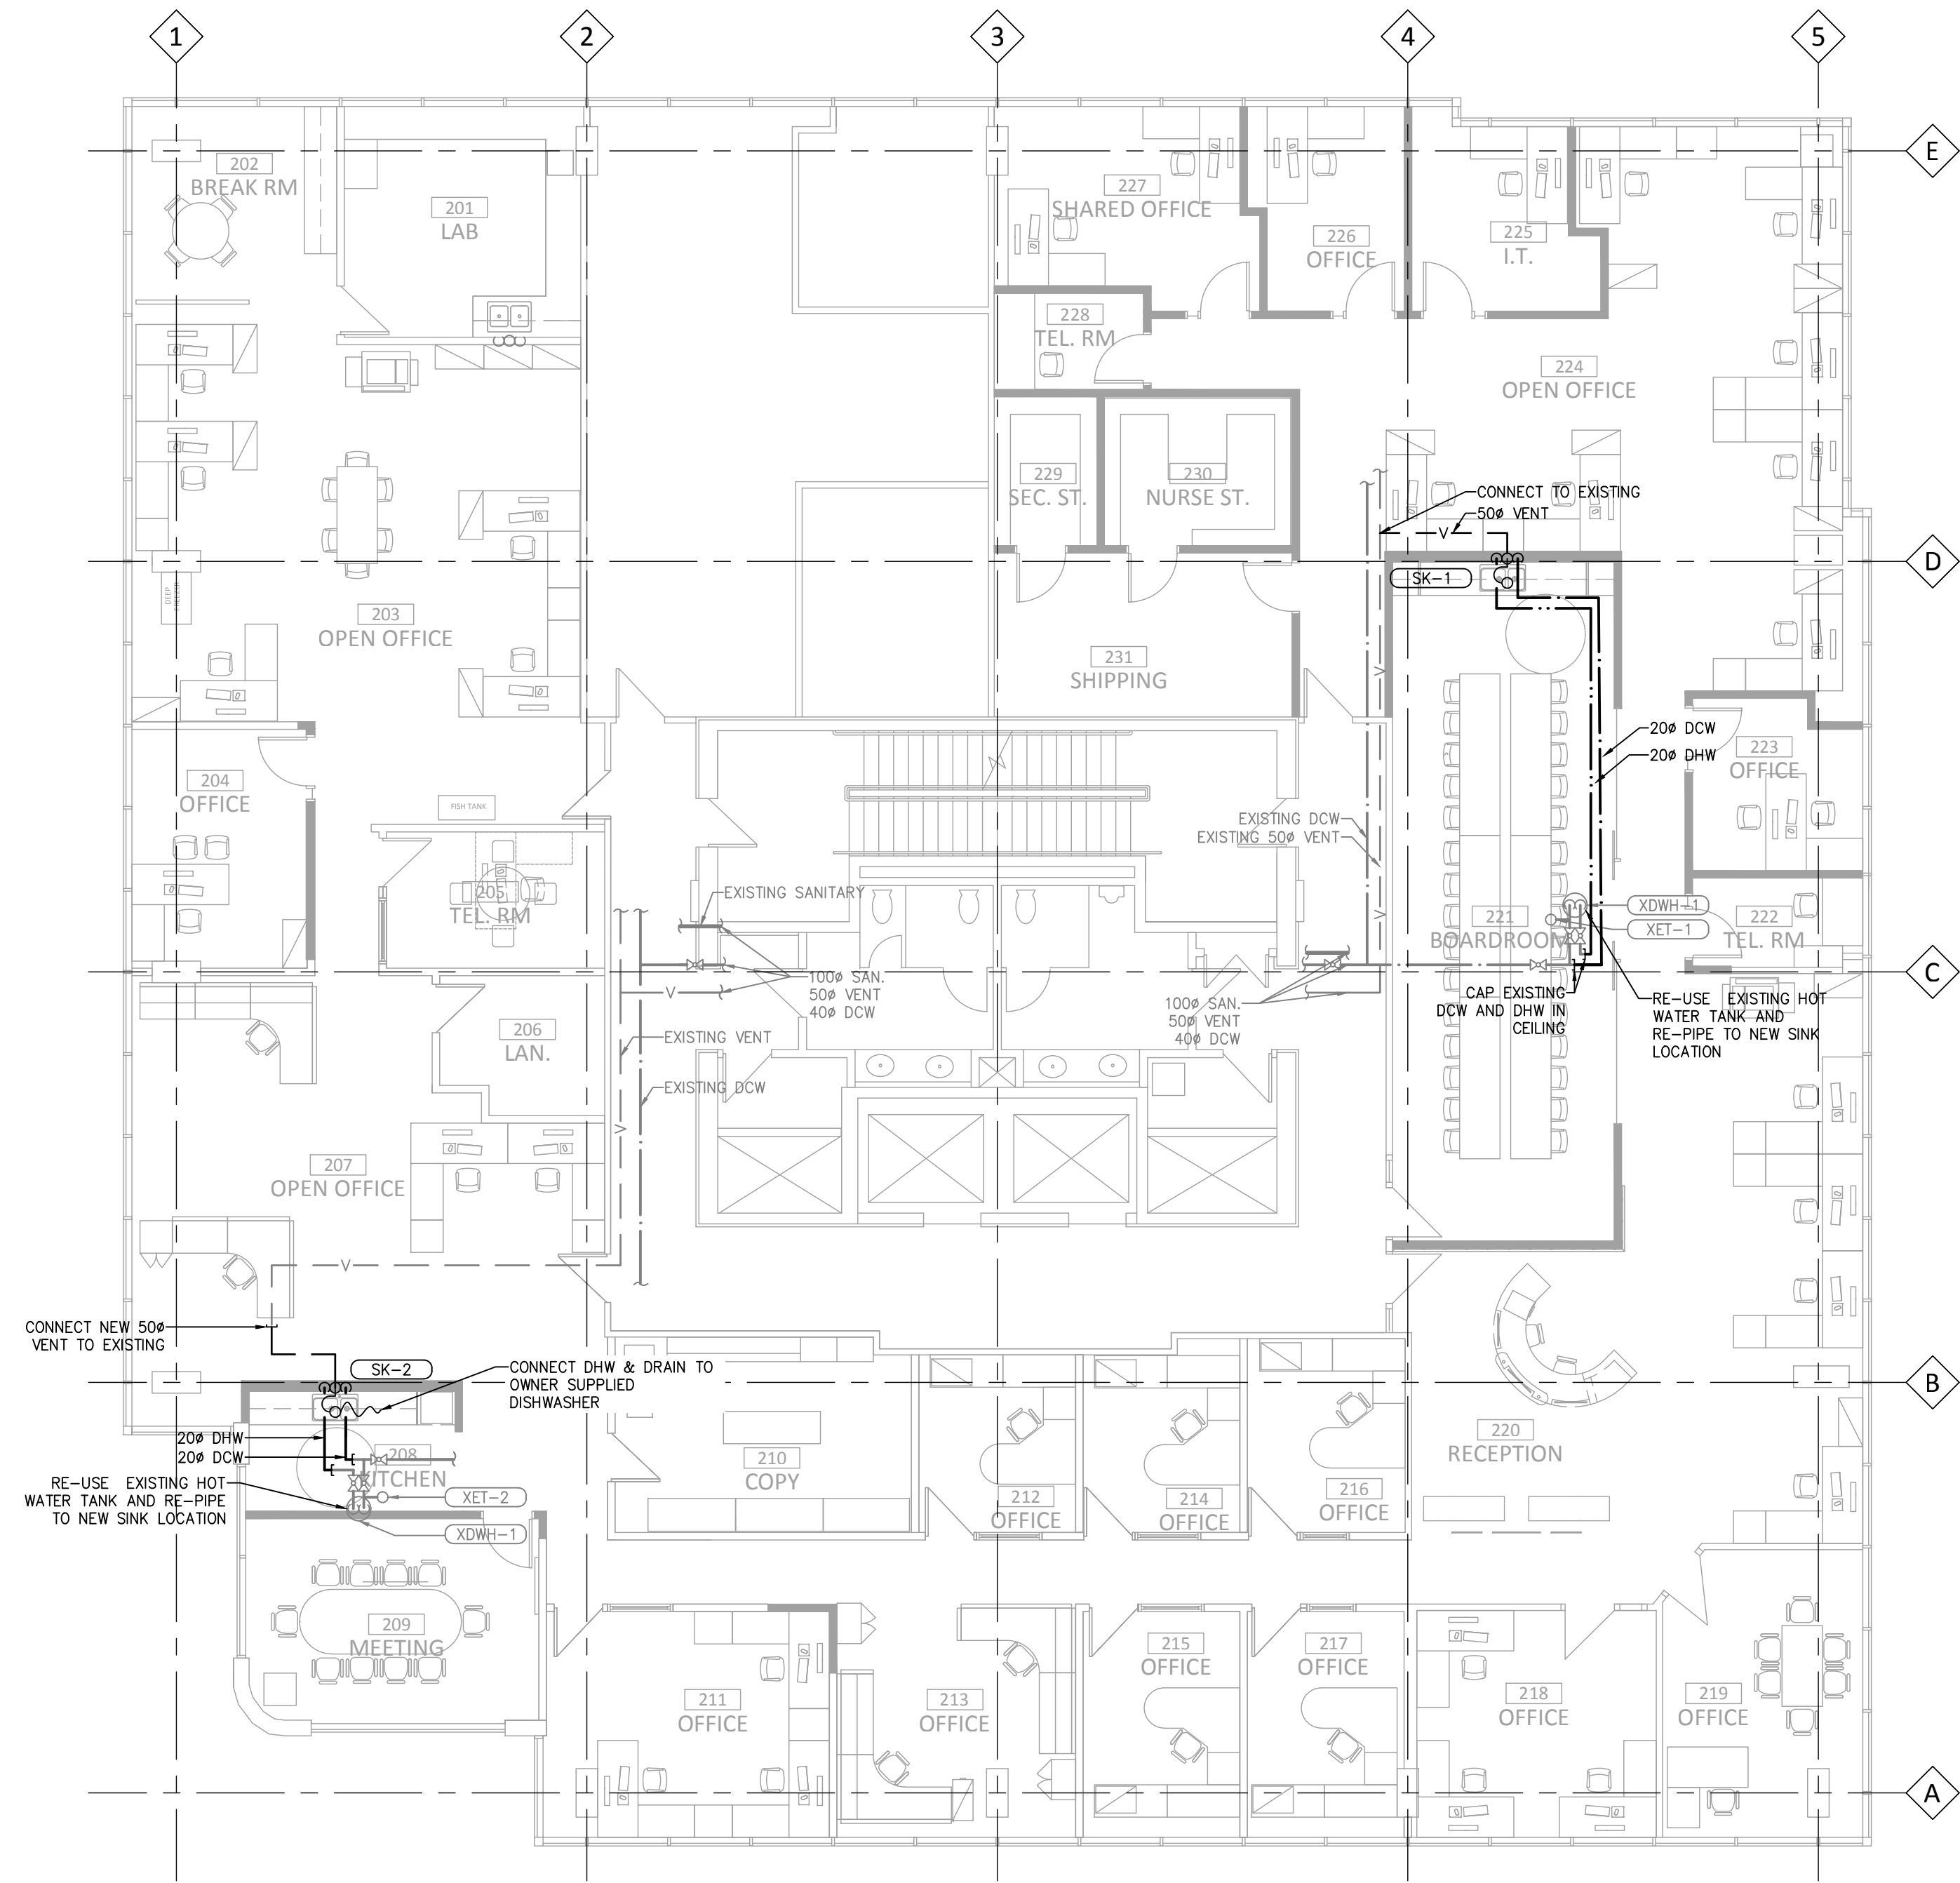 1
2
3
4
5
E
D
C
B
A
202
BREAK RM
201
LAB
227
SHARED OFFICE
226
OFFICE
225
I.T.
228
TEL. RM
224
OPEN OFFICE
229
SEC. ST.
230
NURSE ST.
CONNECT TO EXISTING
50ø VENT
V
SK-1
DEEP
FREEZER
203
OPEN OFFICE
231
SHIPPING
V
20ø DCW
20ø DHW
223
OFFICE
204
OFFICE
FISH TANK
EXISTING DCW
EXISTING 50ø VENT
205
TEL. RM
EXISTING SANITARY
V
221
BOARDROOM
XDWH-1
XET-1
222
TEL. RM
V
100ø SAN.
50ø VENT
40ø DCW
100ø SAN.
50ø VENT
40ø DCW
CAP EXISTING
DCW AND DHW IN
CEILING
RE-USE EXISTING HOT
WATER TANK AND
RE-PIPE TO NEW SINK
LOCATION
206
LAN.
EXISTING VENT
EXISTING DCW
V
207
OPEN OFFICE
V
CONNECT NEW 50ø
VENT TO EXISTING
SK-2
CONNECT DHW & DRAIN TO
OWNER SUPPLIED
DISHWASHER
20ø DHW
20ø DCW
208
KITCHEN
RE-USE EXISTING HOT
WATER TANK AND RE-PIPE
TO NEW SINK LOCATION
XET-2
XDWH-1
210
COPY
212
OFFICE
214
OFFICE
216
OFFICE
220
RECEPTION
209
MEETING
211
OFFICE
213
OFFICE
215
OFFICE
217
OFFICE
218
OFFICE
219
OFFICE